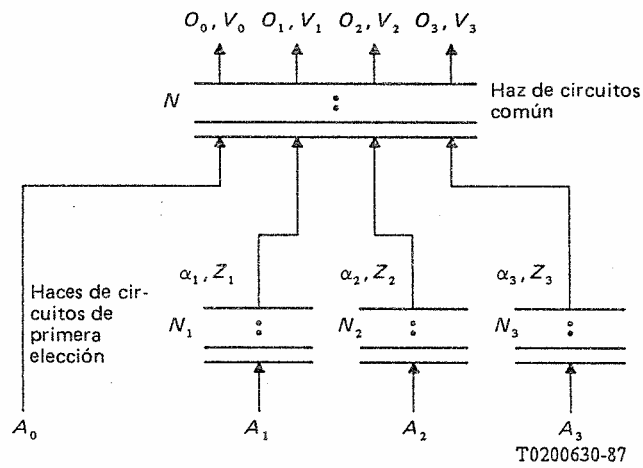 O₀, V₀ O₁, V₁ O₂, V₂ O₃, V₃
N
Haz de circuitos
común
α₁, Z₁ α₂, Z₂ α₃, Z₃
Haces de cir-
cuitos de
primera
elección
N₁ N₂ N₃
A₀ A₁ A₂ A₃
T0200630-87